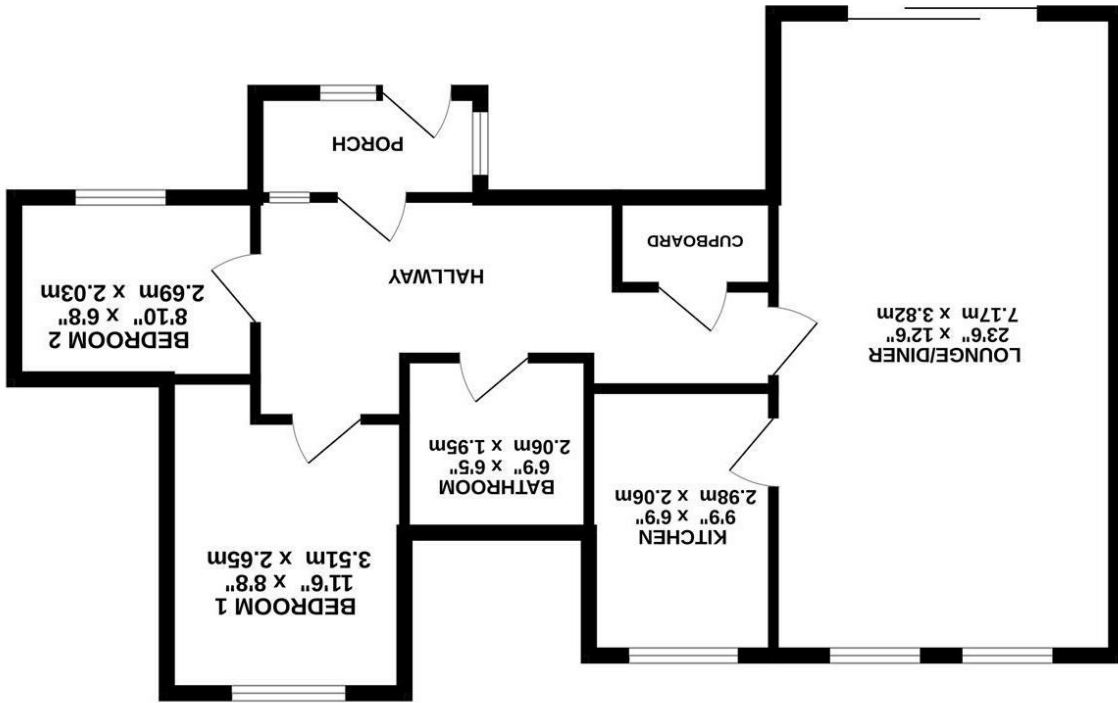 BEDROOM 1
11'6" x 8'8"
3.51m x 2.65m
KITCHEN
9'9" x 6'9"
2.98m x 2.06m
BATHROOM
6'9" x 6'5"
2.06m x 1.95m
LOUNGE/DINER
23'6" x 12'6"
7.17m x 3.82m
BEDROOM 2
8'10" x 6'8"
2.69m x 2.03m
HALLWAY
CUPBOARD
PORCH